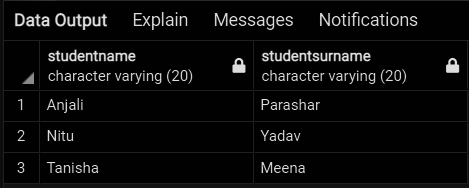 Data Output Explain Messages Notifications
studentname studentsurname
character varying (20) character varying (20)
1 Anjali Parashar
2 Nitu Yadav
3 Tanisha Meena